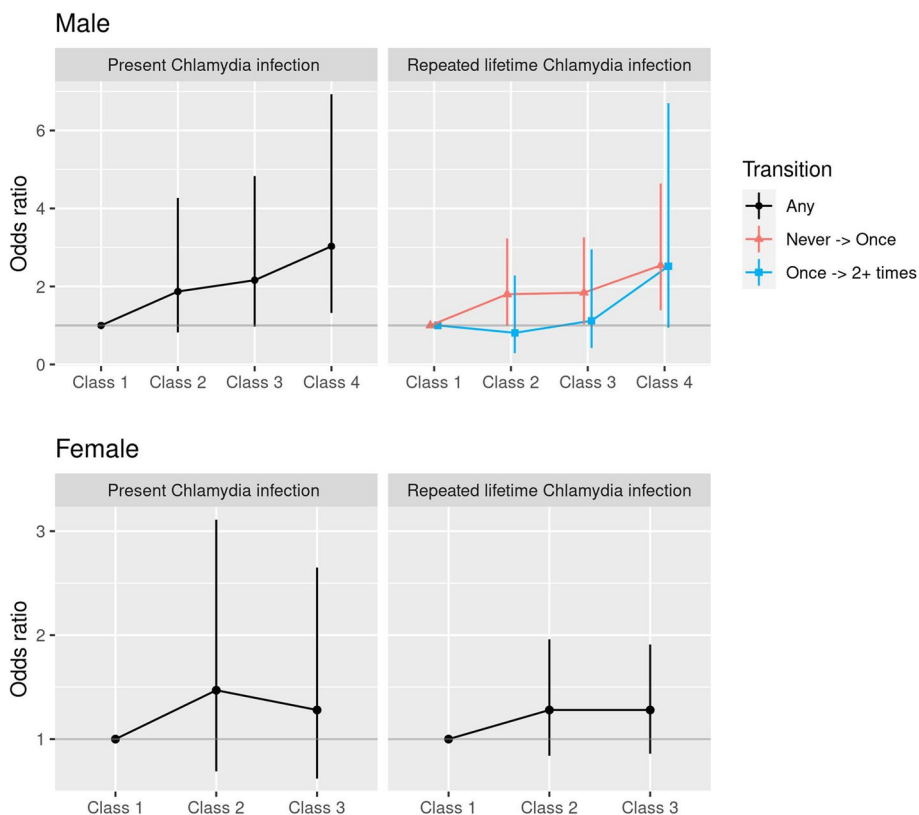 Male
Present Chlamydia infection
Repeated lifetime Chlamydia infection
Odds ratio
6
4
2
0
Class 1 Class 2 Class 3 Class 4
Class 1 Class 2 Class 3 Class 4
Transition
Any
Never -> Once
Once -> 2+ times
Female
Present Chlamydia infection
Repeated lifetime Chlamydia infection
Odds ratio
3
2
1
Class 1 Class 2 Class 3
Class 1 Class 2 Class 3